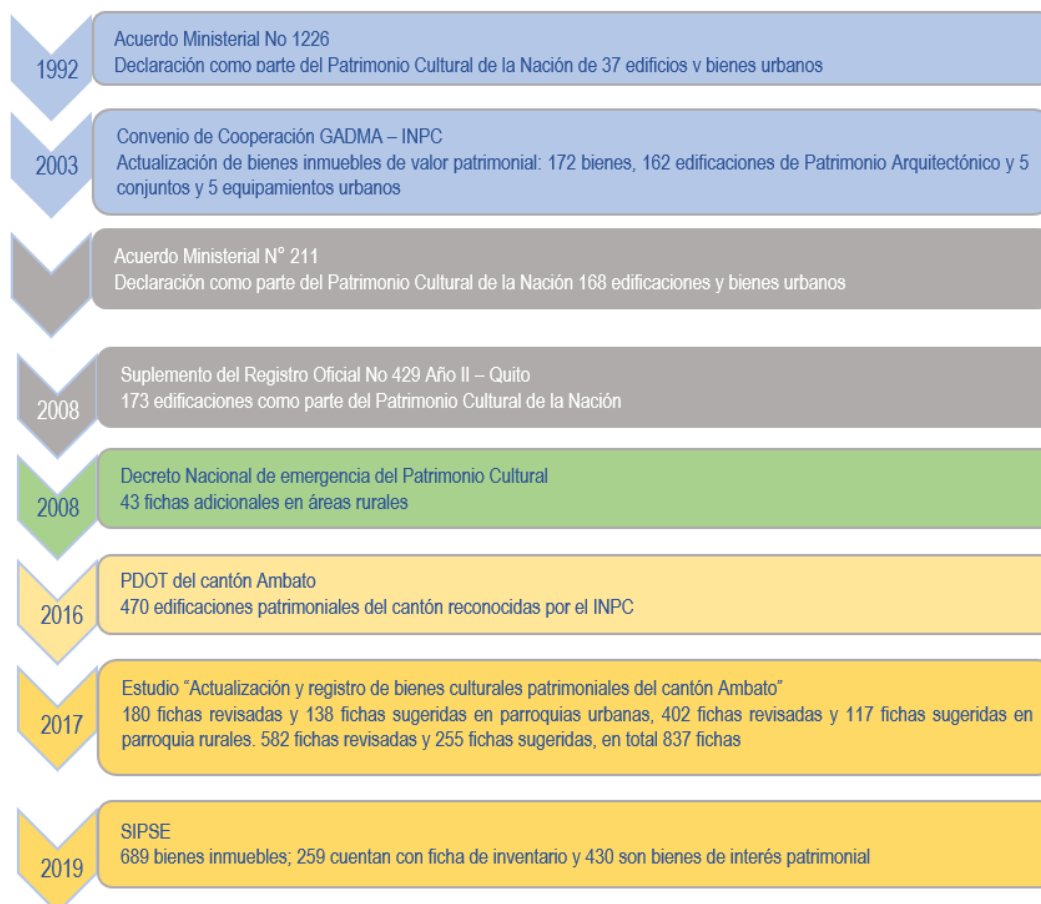 1992
Acuerdo Ministerial No 1226
Declaración como parte del Patrimonio Cultural de la Nación de 37 edificios y bienes urbanos
2003
Convenio de Cooperación GADMA – INPC
Actualización de bienes inmuebles de valor patrimonial: 172 bienes, 162 edificaciones de Patrimonio Arquitectónico y 5
conjuntos y 5 equipamientos urbanos
Acuerdo Ministerial N° 211
Declaración como parte del Patrimonio Cultural de la Nación 168 edificaciones y bienes urbanos
2008
Suplemento del Registro Oficial No 429 Año II – Quito
173 edificaciones como parte del Patrimonio Cultural de la Nación
2008
Decreto Nacional de emergencia del Patrimonio Cultural
43 fichas adicionales en áreas rurales
2016
PDOT del cantón Ambato
470 edificaciones patrimoniales del cantón reconocidas por el INPC
2017
Estudio “Actualización y registro de bienes culturales patrimoniales del cantón Ambato”
180 fichas revisadas y 138 fichas sugeridas en parroquias urbanas, 402 fichas revisadas y 117 fichas sugeridas en
parroquia rurales. 582 fichas revisadas y 255 fichas sugeridas, en total 837 fichas
2019
SIPSE
689 bienes inmuebles; 259 cuentan con ficha de inventario y 430 son bienes de interés patrimonial